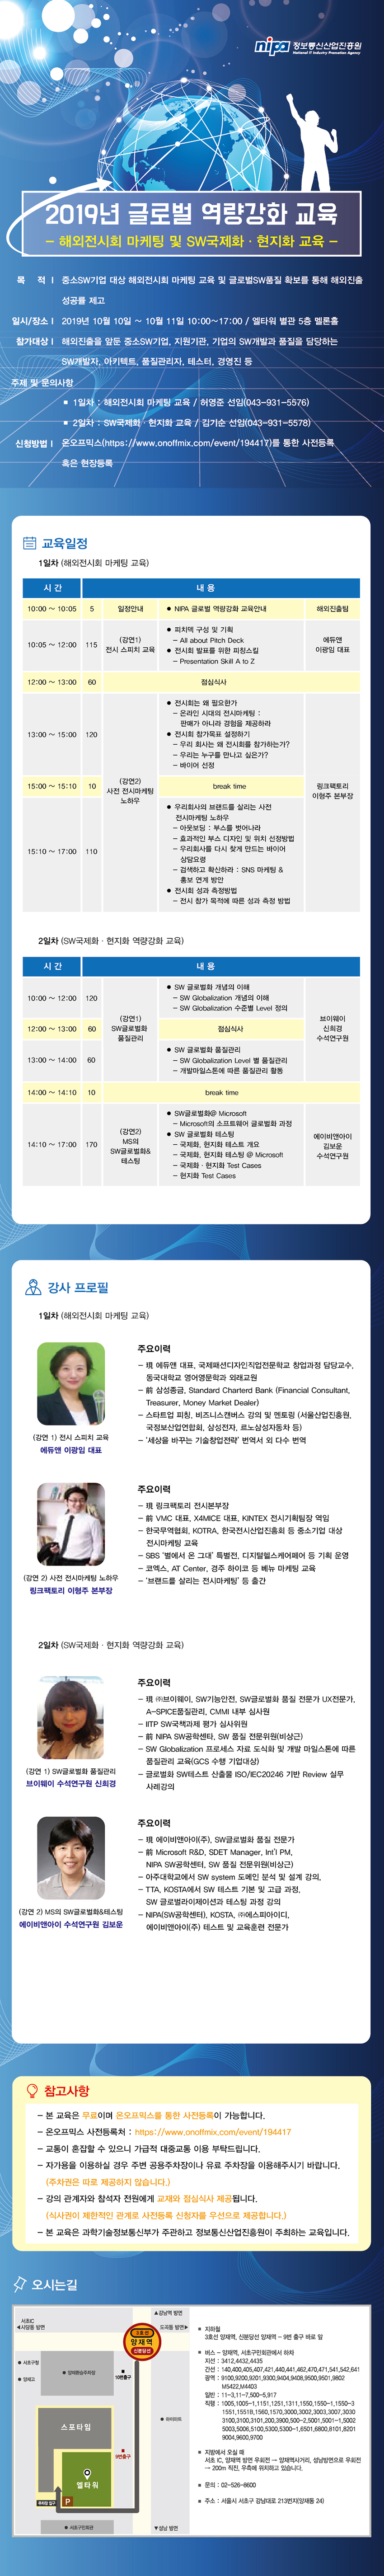 nipa 정보통신산업진흥원
National IT Industry Promotion Agency
2019년 글로벌 역량강화 교육
- 해외전시회 마케팅 및 SW국제화·현지화 교육 -
목 적 I 중소SW기업 대상 해외전시회 마케팅 교육 및 글로벌SW품질 확보를 통해 해외진출
성공률 제고
일시/장소 I 2019년 10월 10일 ~ 10월 11일 10:00~17:00 / 엘타워 별관 5층 멜론홀
참가대상 I 해외진출을 앞둔 중소SW기업, 지원기관, 기업의 SW개발과 품질을 담당하는
SW개발자, 아키텍트, 품질관리자, 테스터, 경영진 등
주제 및 문의사항
■ 1일차 : 해외전시회 마케팅 교육 / 허영준 선임(043-931-5576)
■ 2일차 : SW국제화·현지화 교육 / 김기순 선임(043-931-5578)
신청방법 I 온오프믹스(https://www.onoffmix.com/event/194417)를 통한 사전등록
혹은 현장등록
교육일정
1일차 (해외전시회 마케팅 교육)
시 간 내 용
10:00 ~ 10:05 5 일정안내 ● NIPA 글로벌 역량강화 교육안내 해외진출팀
10:05 ~ 12:00 115 (강연1) 전시 스피치 교육
● 피치덱 구성 및 기획
- All about Pitch Deck
● 전시회 발표를 위한 피칭스킬
- Presentation Skill A to Z
에듀앤
이광임 대표
12:00 ~ 13:00 60 점심식사
13:00 ~ 15:00 120
(강연2)
사전 전시마케팅
노하우
● 전시회는 왜 필요한가
- 온라인 시대의 전시마케팅 :
판매가 아니라 경험을 제공하라
● 전시회 참가목표 설정하기
- 우리 회사는 왜 전시회를 참가하는가?
- 우리는 누구를 만나고 싶은가?
- 바이어 선정
링크팩토리
이형주 본부장
15:00 ~ 15:10 10 break time
15:10 ~ 17:00 110
● 우리회사의 브랜드를 살리는 사전
전시마케팅 노하우
- 아웃보딩 : 부스를 벗어나라
- 효과적인 부스 디자인 및 위치 선정방법
- 우리회사를 다시 찾게 만드는 바이어
상담요령
- 검색하고 확산하라 : SNS 마케팅 &
홍보 연계 방안
● 전시회 성과 측정방법
- 전시 참가 목적에 따른 성과 측정 방법
2일차 (SW국제화·현지화 역량강화 교육)
시 간 내 용
10:00 ~ 12:00 120
(강연1)
SW글로벌화
품질관리
● SW 글로벌화 개념의 이해
- SW Globalization 개념의 이해
- SW Globalization 수준별 Level 정의
브이웨이
신희경
수석연구원
12:00 ~ 13:00 60 점심식사
13:00 ~ 14:00 60
● SW 글로벌화 품질관리
- SW Globalization Level 별 품질관리
- 개발마일스톤에 따른 품질관리 활동
14:00 ~ 14:10 10 break time
14:10 ~ 17:00 170
(강연2)
MS의
SW글로벌화&
테스팅
● SW글로벌화@ Microsoft
- Microsoft의 소프트웨어 글로벌화 과정
● SW 글로벌화 테스팅
- 국제화, 현지화 테스트 개요
- 국제화, 현지화 테스팅 @ Microsoft
- 국제화·현지화 Test Cases
- 현지화 Test Cases
에이비앤아이
김보운
수석연구원
강사 프로필
1일차 (해외전시회 마케팅 교육)
(강연 1) 전시 스피치 교육
에듀앤 이광임 대표
주요이력
- 現 에듀앤 대표, 국제패션디자인직업전문학교 창업과정 담당교수,
동국대학교 영어영문학과 외래교원
- 前 삼성종금, Standard Charterd Bank (Financial Consultant,
Treasurer, Money Market Dealer)
- 스타트업 피칭, 비즈니스캔버스 강의 및 멘토링 (서울산업진흥원,
국정보산업연합회, 삼성전자, 르노삼성자동차 등)
- '세상을 바꾸는 기술창업전략' 번역서 외 다수 번역
(강연 2) 사전 전시마케팅 노하우
링크팩토리 이형주 본부장
주요이력
- 現 링크팩토리 전시본부장
- 前 VMC 대표, X4MICE 대표, KINTEX 전시기획팀장 역임
- 한국무역협회, KOTRA, 한국전시산업진흥회 등 중소기업 대상
전시마케팅 교육
- SBS '별에서 온 그대' 특별전, 디지털헬스케어페어 등 기획 운영
- 코엑스, AT Center, 경주 하이코 등 베뉴 마케팅 교육
- '브랜드를 살리는 전시마케팅' 등 출간
2일차 (SW국제화·현지화 역량강화 교육)
(강연 1) SW글로벌화 품질관리
브이웨이 수석연구원 신희경
주요이력
- 現 ㈜브이웨이, SW기능안전, SW글로벌화 품질 전문가 UX전문가,
A-SPICE품질관리, CMMI 내부 심사원
- IITP SW국책과제 평가 심사위원
- 前 NIPA SW공학센타, SW 품질 전문위원(비상근)
- SW Globalization 프로세스 자료 도식화 및 개발 마일스톤에 따른
품질관리 교육(GCS 수행 기업대상)
- 글로벌화 SW테스트 산출물 ISO/IEC20246 기반 Review 실무
사례강의
(강연 2) MS의 SW글로벌화&테스팅
에이비앤아이 수석연구원 김보운
주요이력
- 現 에이비앤아이(주), SW글로벌화 품질 전문가
- 前 Microsoft R&D, SDET Manager, Int'l PM,
NIPA SW공학센터, SW 품질 전문위원(비상근)
- 아주대학교에서 SW system 도메인 분석 및 설계 강의,
- TTA, KOSTA에서 SW 테스트 기본 및 고급 과정,
SW 글로벌라이제이션과 테스팅 과정 강의
- NIPA(SW공학센터), KOSTA, ㈜에스피아이디,
에이비앤아이(주) 테스트 및 교육훈련 전문가
참고사항
- 본 교육은 무료이며 온오프믹스를 통한 사전등록이 가능합니다.
- 온오프믹스 사전등록처 : https://www.onoffmix.com/event/194417
- 교통이 혼잡할 수 있으니 가급적 대중교통 이용 부탁드립니다.
- 자가용을 이용하실 경우 주변 공용주차장이나 유료 주차장을 이용해주시기 바랍니다.
(주차권은 따로 제공하지 않습니다.)
- 강의 관계자와 참석자 전원에게 교재와 점심식사 제공됩니다.
(식사권이 제한적인 관계로 사전등록 신청자를 우선으로 제공합니다.)
- 본 교육은 과학기술정보통신부가 주관하고 정보통신산업진흥원이 주최하는 교육입니다.
오시는길
▲강남역 방면
서초IC
◀사당동 방면
3호선
양재역
신분당선
도곡동 방면▶
● 서초구청
● 양재환승주차장
10번출구
● 양재고
스포타임
● 하이마트
9번출구
엘타워
주차장 입구
P
● 서초구민회관
▼성남 방면
■ 지하철
3호선 양재역, 신분당선 양재역 - 9번 출구 바로 앞
■ 버스 - 양재역, 서초구민회관에서 하차
지선 : 3412,4432,4435
간선 : 140,400,405,407,421,440,441,462,470,471,541,542,641
광역 : 9100,9200,9201,9300,9404,9408,9500,9501,9802
M5422,M4403
일반 : 11-3,11-7,500-5,917
직행 : 1005,1005-1,1151,1251,1311,1550,1550-1,1550-3
1551,1551B,1560,1570,3000,3002,3003,3007,3030
3100,3100,3101,200,3900,500-2,5001,5001-1,5002
5003,5006,5100,5300,5300-1,6501,6800,8101,8201
9004,9600,9700
■ 지방에서 오실 때
서초 IC, 양재역 방면 우회전 → 양재역사거리, 성남방면으로 우회전
→ 200m 직진, 우측에 위치하고 있습니다.
■ 문의 : 02-526-8600
■ 주소 : 서울시 서초구 강남대로 213번자(양재동 24)